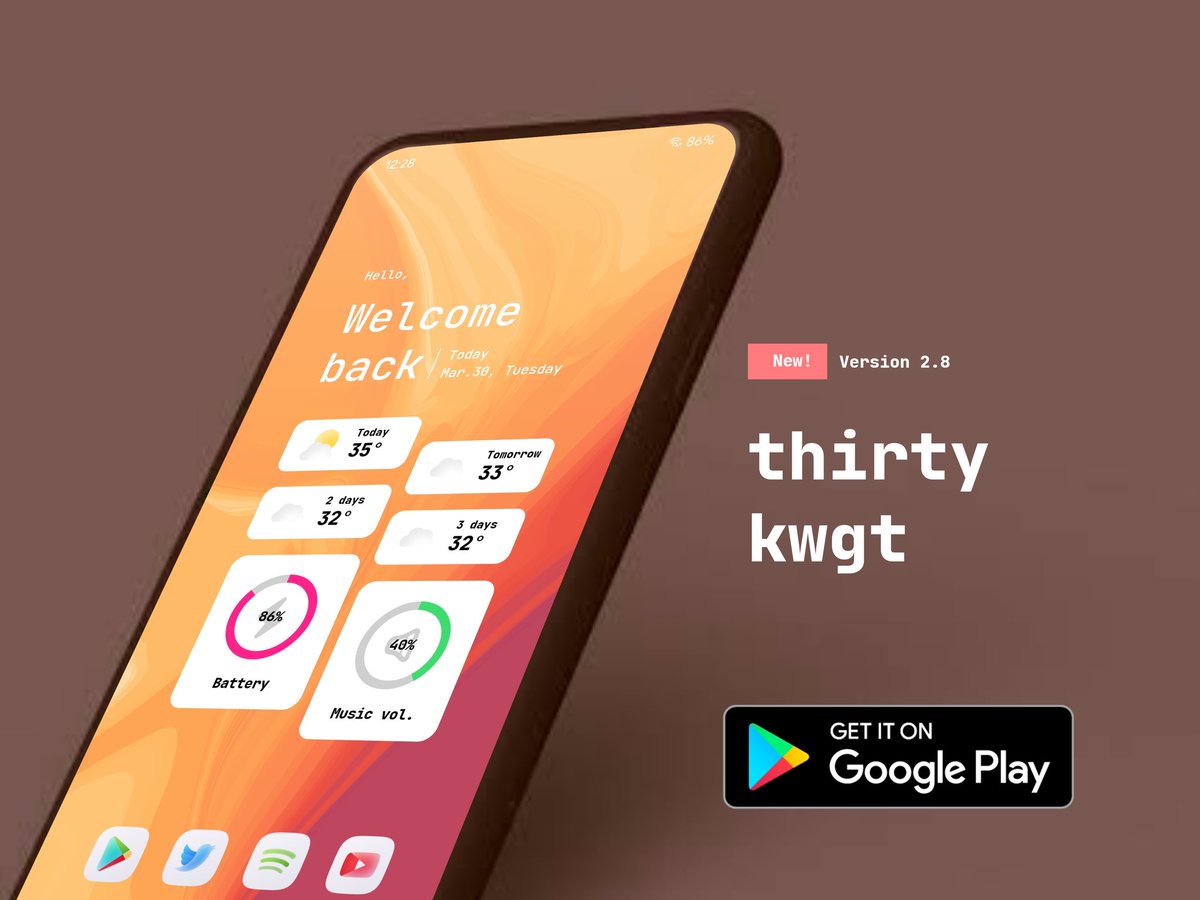 12:28
86%
Hello,
Welcome
back
Today
Mar.30, Tuesday
Today
35°
Tomorrow
33°
2 days
32°
3 days
32°
86%
Battery
40%
Music vol.
New! Version 2.8
thirty
kwgt
GET IT ON
Google Play